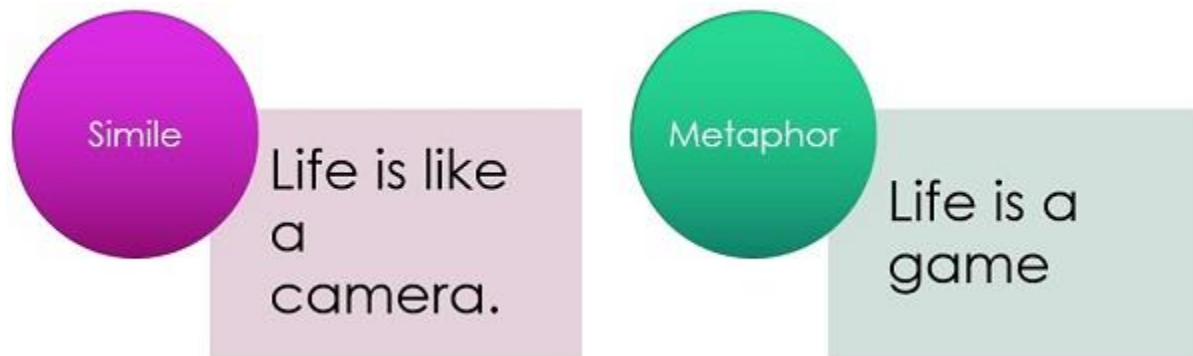 Simile
Life is like
a
camera.
Metaphor
Life is a
game